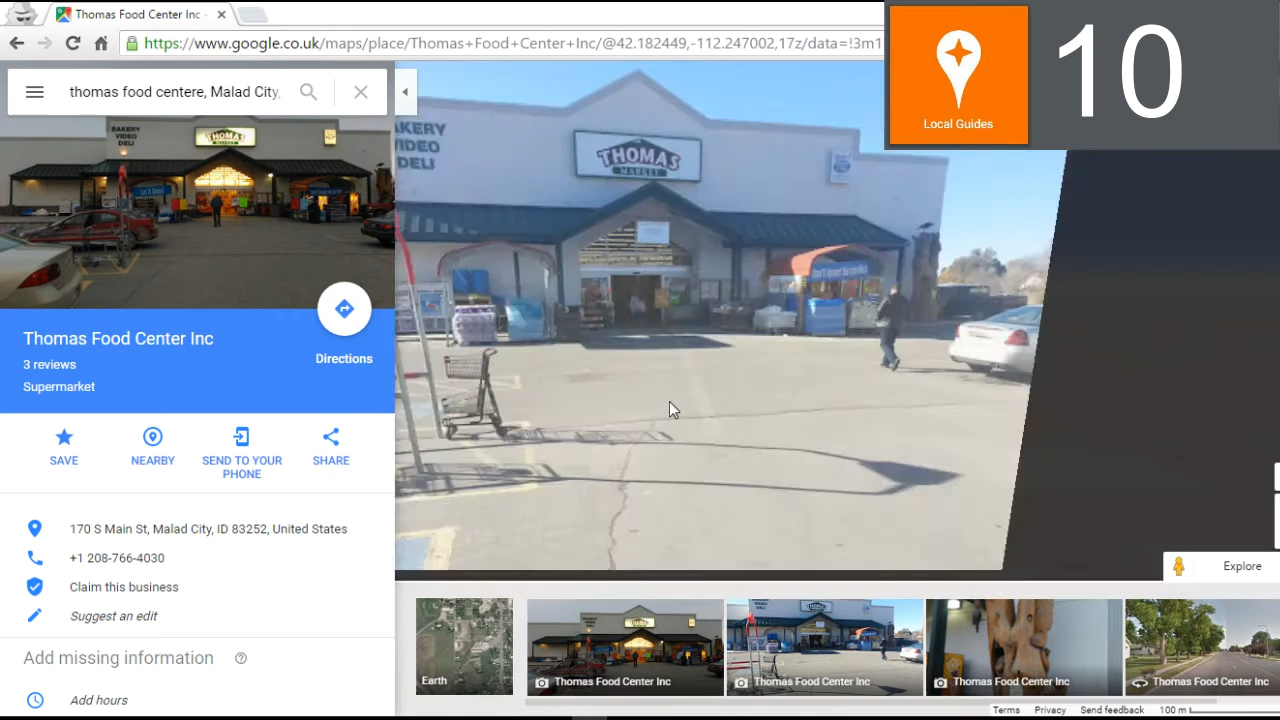 Thomas Food Center Inc -
https://www.google.co.uk/maps/place/Thomas+Food+Center+Inc/@42.182449,-112.247002,17z/data=!3m1
Local Guides
10
thomas food centere, Malad City,
BAKERY
VIDEO
DELI
THOMAS
Thomas Food Center Inc
3 reviews
Supermarket
Directions
SAVE
NEARBY
SEND TO YOUR
PHONE
SHARE
170 S Main St, Malad City, ID 83252, United States
+1 208-766-4030
Claim this business
Suggest an edit
Add missing information
Add hours
AKERY
VIDEO
DELI
THOMAS
MARKET
Explore
Earth
Thomas Food Center Inc
Thomas Food Center Inc
Thomas Food Center Inc
Thomas Food Center Inc
Terms
Privacy
Send feedback
100 m